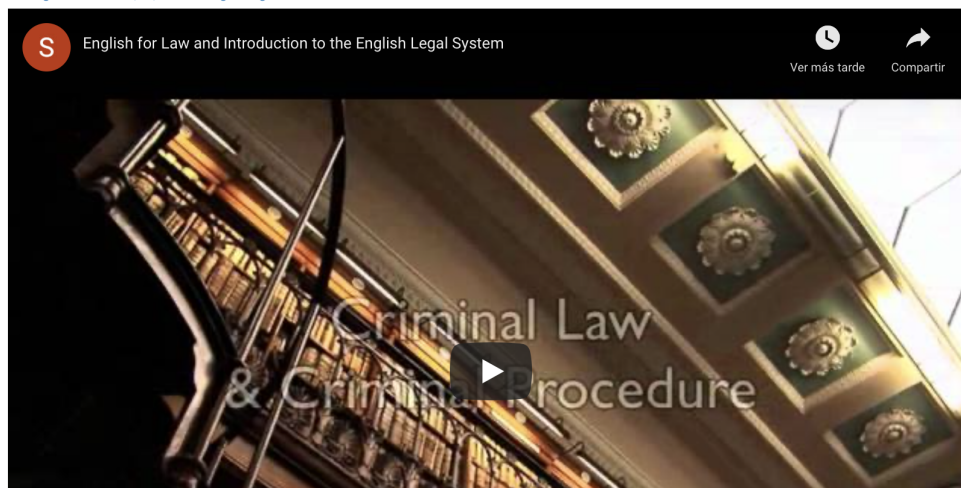 S
English for Law and Introduction to the English Legal System
Ver más tarde
Compartir
Criminal Law
& Criminal Procedure